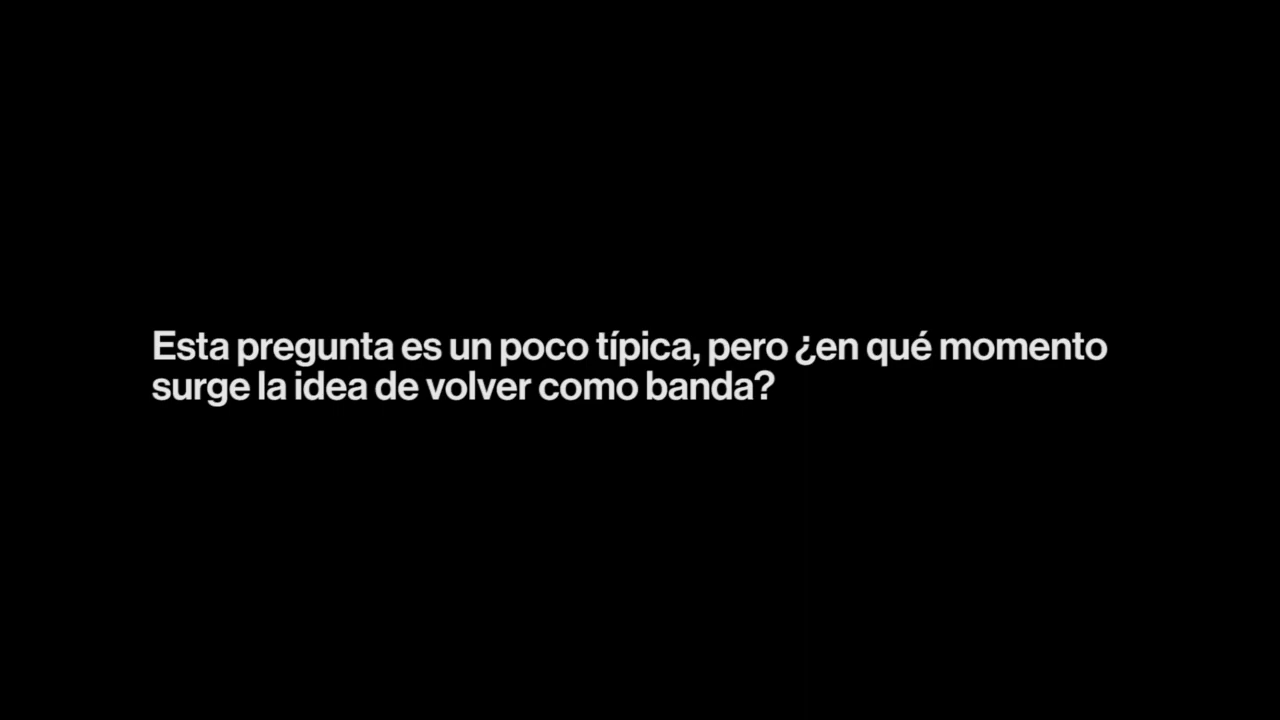 Esta pregunta es un poco típica, pero ¿en qué momento
surge la idea de volver como banda?